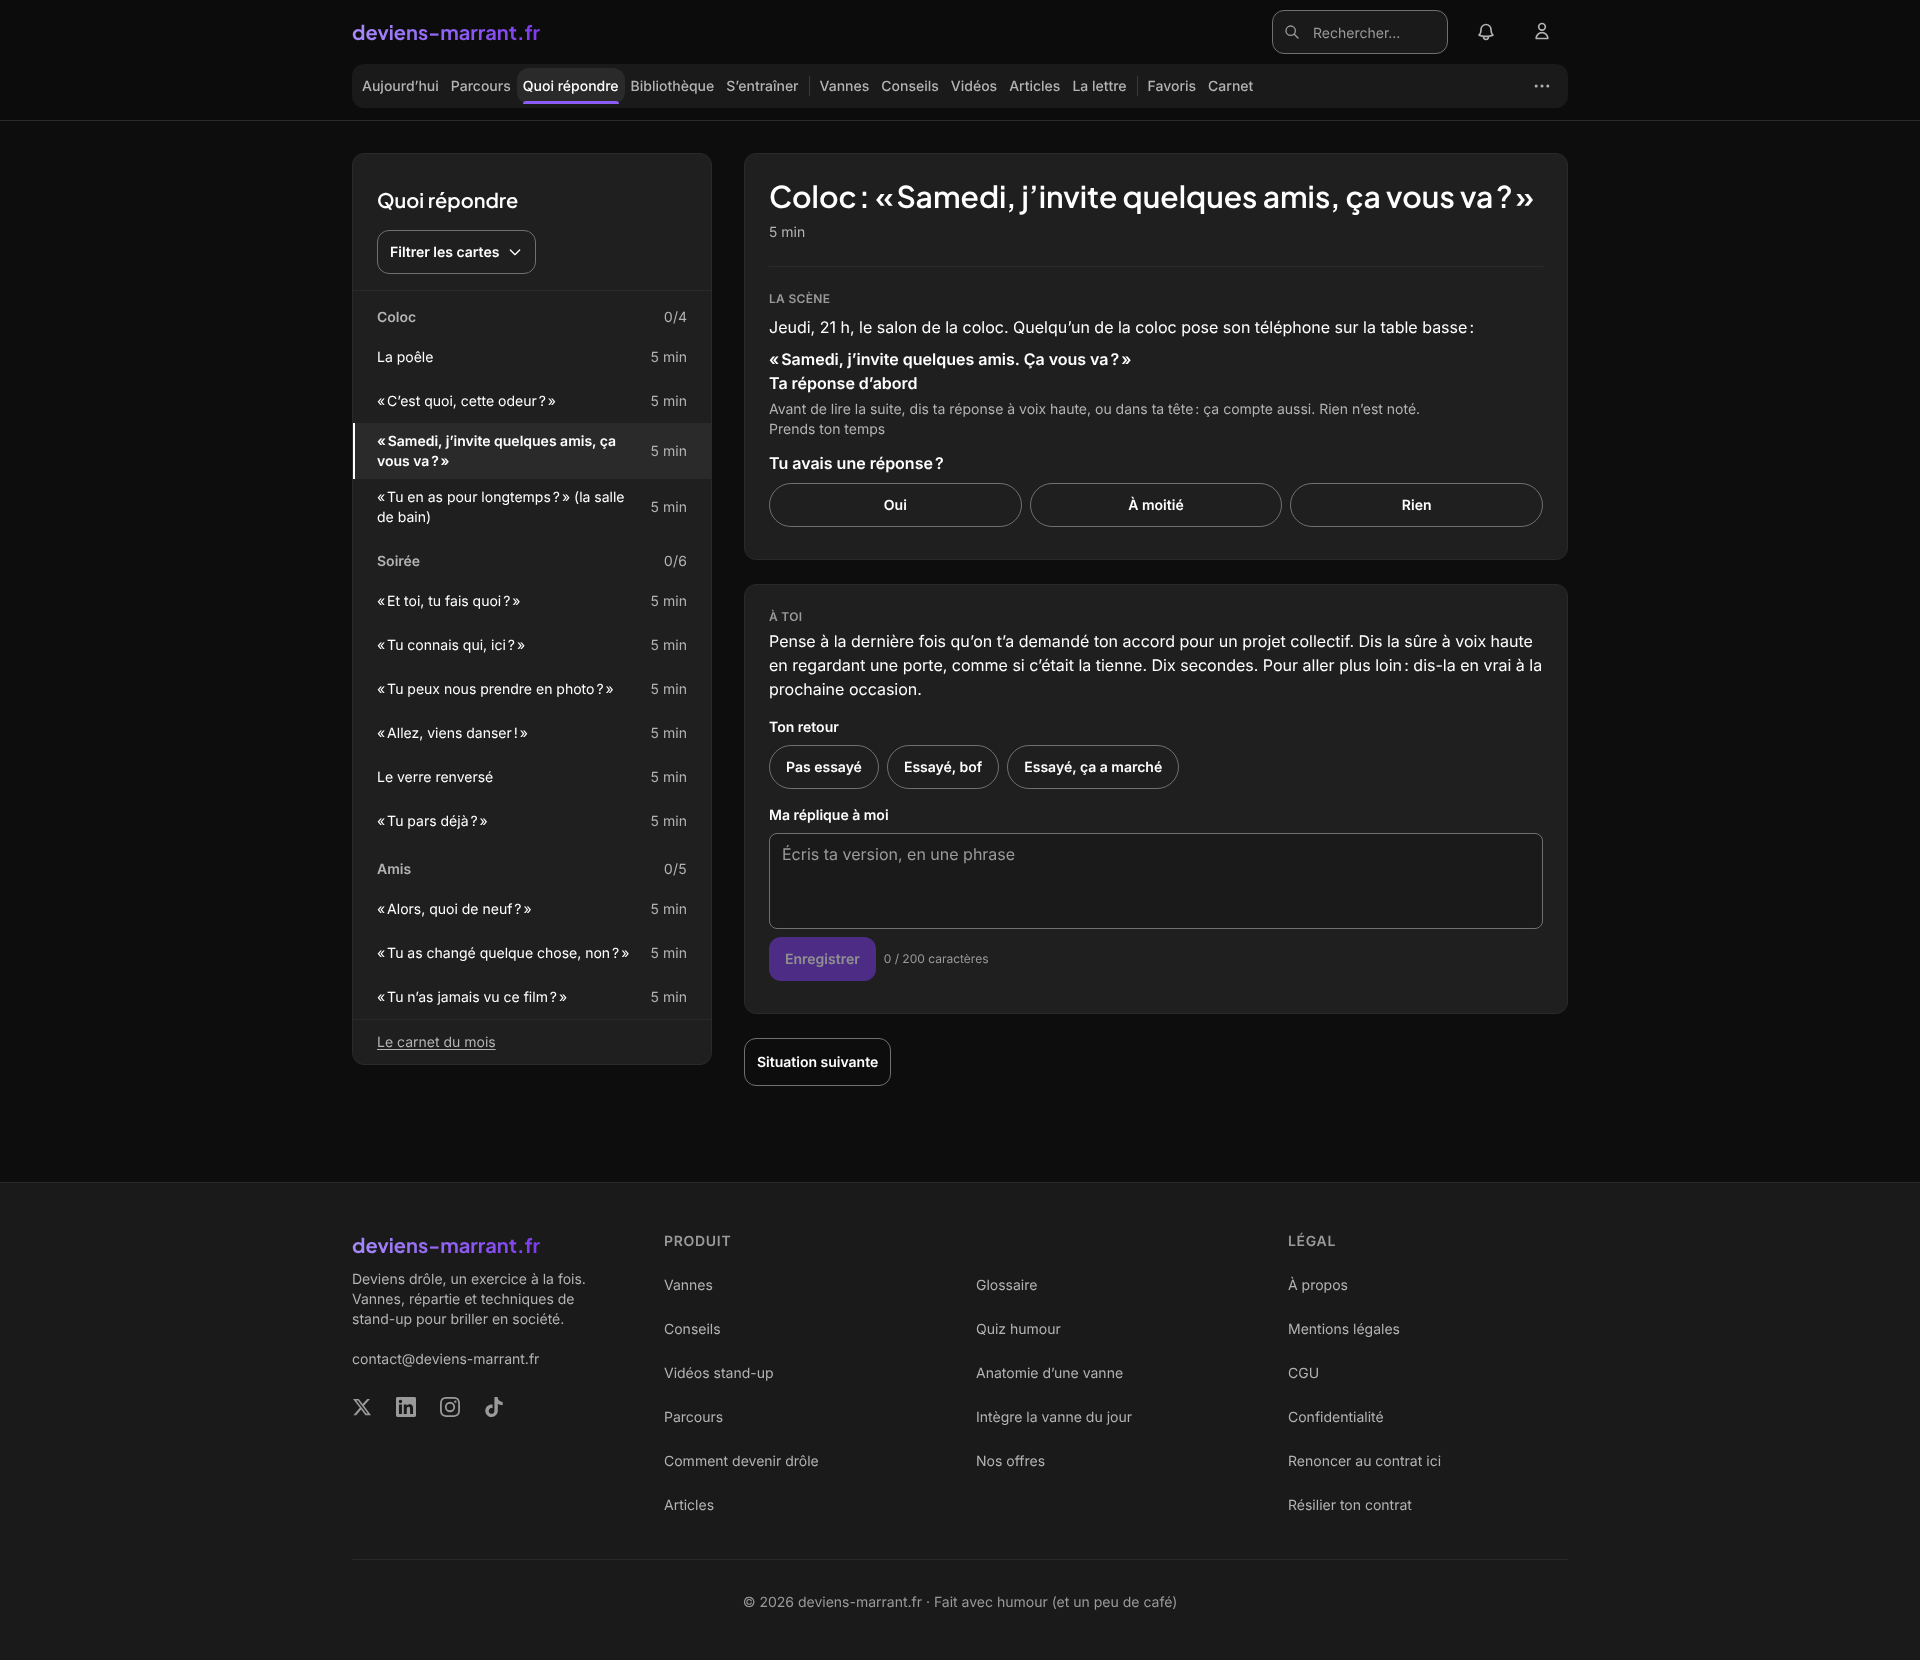 deviens-marrant.fr
Rechercher...
Aujourd’hui Parcours Quoi répondre Bibliothèque S’entraîner Vannes Conseils Vidéos Articles La lettre Favoris Carnet
Quoi répondre
Filtrer les cartes
Coloc 0/4
La poêle 5 min
« C’est quoi, cette odeur ? » 5 min
« Samedi, j’invite quelques amis, ça
vous va ? » 5 min
« Tu en as pour longtemps ? » (la salle
de bain) 5 min
Soirée 0/6
« Et toi, tu fais quoi ? » 5 min
« Tu connais qui, ici ? » 5 min
« Tu peux nous prendre en photo ? » 5 min
« Allez, viens danser ! » 5 min
Le verre renversé 5 min
« Tu pars déjà ? » 5 min
Amis 0/5
« Alors, quoi de neuf ? » 5 min
« Tu as changé quelque chose, non ? » 5 min
« Tu n’as jamais vu ce film ? » 5 min
Le carnet du mois
Coloc : « Samedi, j’invite quelques amis, ça vous va ? »
5 min
LA SCÈNE
Jeudi, 21 h, le salon de la coloc. Quelqu’un de la coloc pose son téléphone sur la table basse :
« Samedi, j’invite quelques amis. Ça vous va ? »
Ta réponse d’abord
Avant de lire la suite, dis ta réponse à voix haute, ou dans ta tête : ça compte aussi. Rien n’est noté.
Prends ton temps
Tu avais une réponse ?
Oui À moitié Rien
À TOI
Pense à la dernière fois qu’on t’a demandé ton accord pour un projet collectif. Dis la sûre à voix haute
en regardant une porte, comme si c’était la tienne. Dix secondes. Pour aller plus loin : dis-la en vrai à la
prochaine occasion.
Ton retour
Pas essayé Essayé, bof Essayé, ça a marché
Ma réplique à moi
Écris ta version, en une phrase
Enregistrer 0 / 200 caractères
Situation suivante
deviens-marrant.fr
Deviens drôle, un exercice à la fois.
Vannes, répartie et techniques de
stand-up pour briller en société.
contact@deviens-marrant.fr
PRODUIT
Vannes
Conseils
Vidéos stand-up
Parcours
Comment devenir drôle
Articles
Glossaire
Quiz humour
Anatomie d’une vanne
Intègre la vanne du jour
Nos offres
LÉGAL
À propos
Mentions légales
CGU
Confidentialité
Renoncer au contrat ici
Résilier ton contrat
© 2026 deviens-marrant.fr · Fait avec humour (et un peu de café)